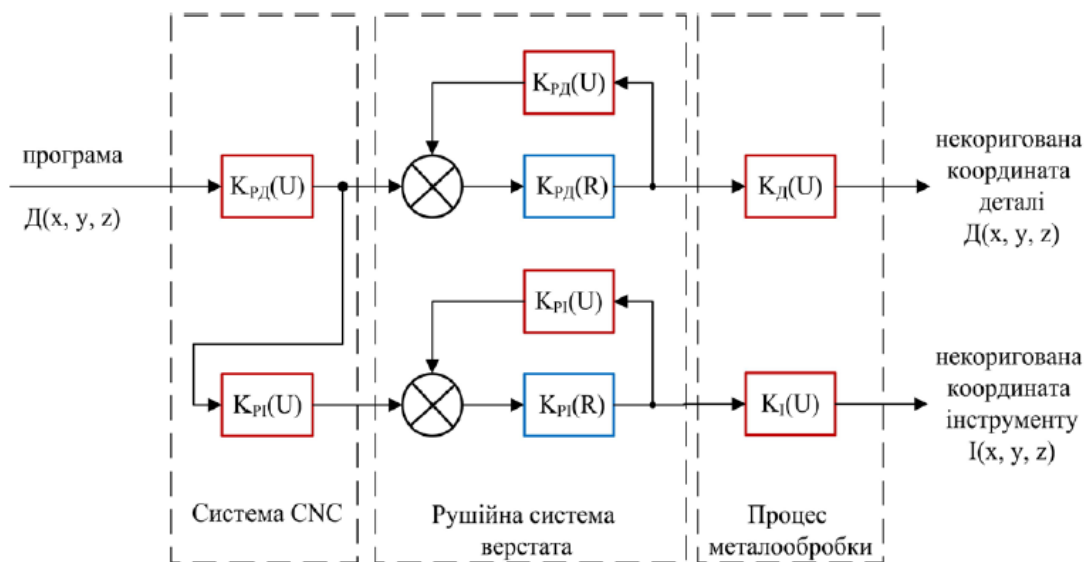 програма
Д(x, y, z)
K_РД(U)
K_РІ(U)
Система CNC
K_РД(U)
K_РД(R)
K_РІ(U)
K_РІ(R)
Рушійна система
верстата
K_Д(U)
K_І(U)
Процес
металообробки
некоригована
координата
деталі
Д(x, y, z)
некоригована
координата
інструменту
І(x, y, z)